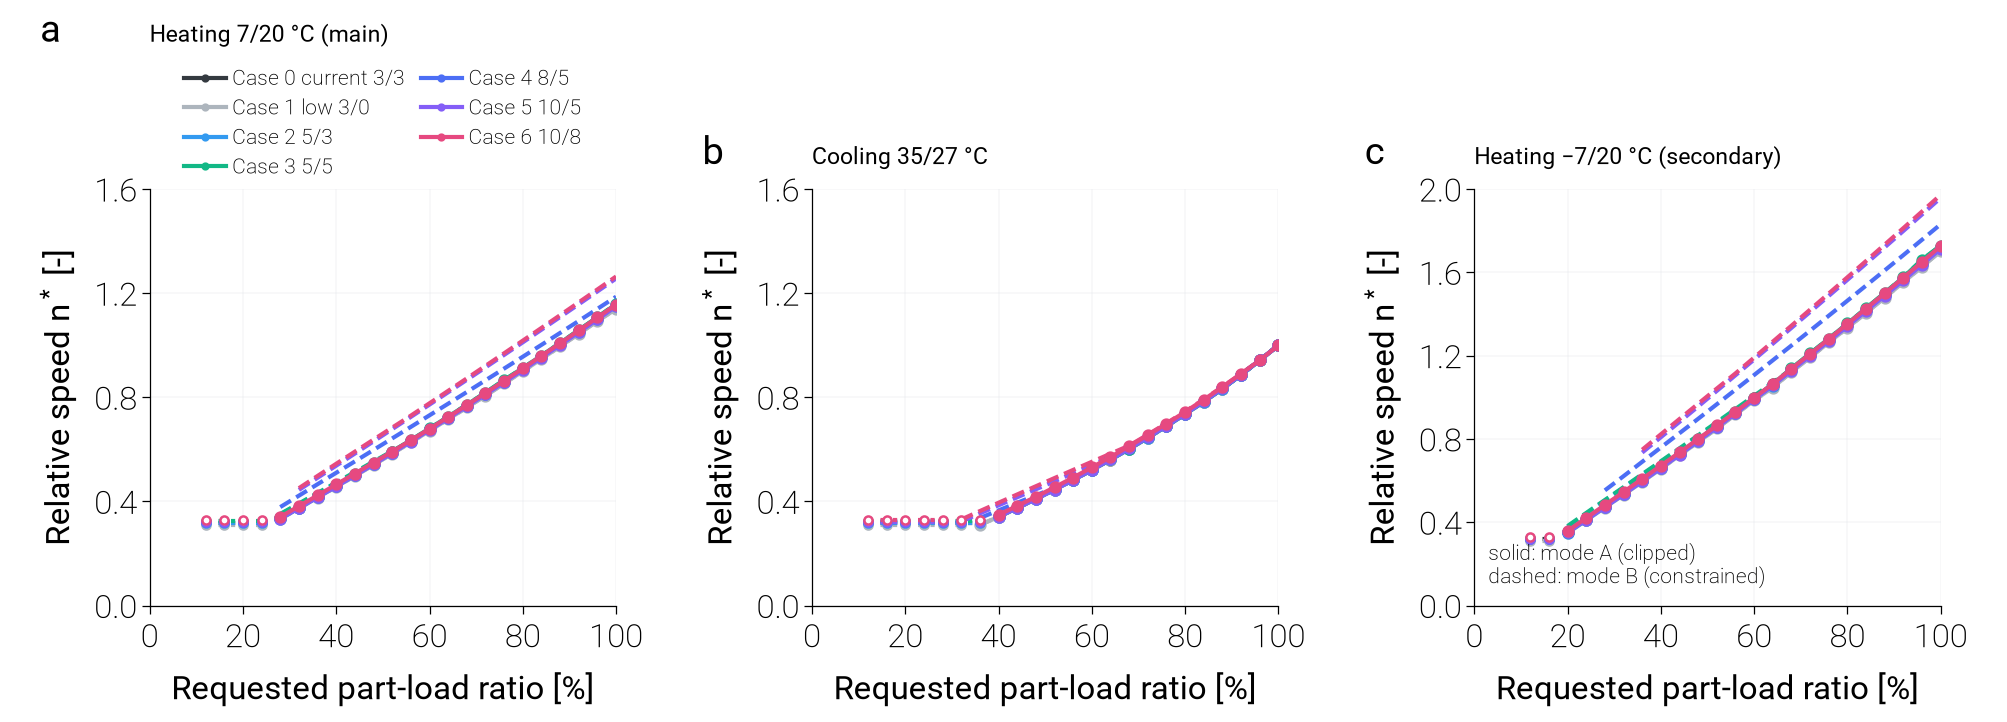 a
Heating 7/20 °C (main)
Case 0 current 3/3
Case 1 low 3/0
Case 2 5/3
Case 3 5/5
Case 4 8/5
Case 5 10/5
Case 6 10/8
1.6
1.2
0.8
0.4
0.0
0 20 40 60 80 100
Relative speed n* [-]
Requested part-load ratio [%]
b
Cooling 35/27 °C
1.6
1.2
0.8
0.4
0.0
0 20 40 60 80 100
Relative speed n* [-]
Requested part-load ratio [%]
c
Heating −7/20 °C (secondary)
2.0
1.6
1.2
0.8
0.4
0.0
solid: mode A (clipped)
dashed: mode B (constrained)
0 20 40 60 80 100
Relative speed n* [-]
Requested part-load ratio [%]